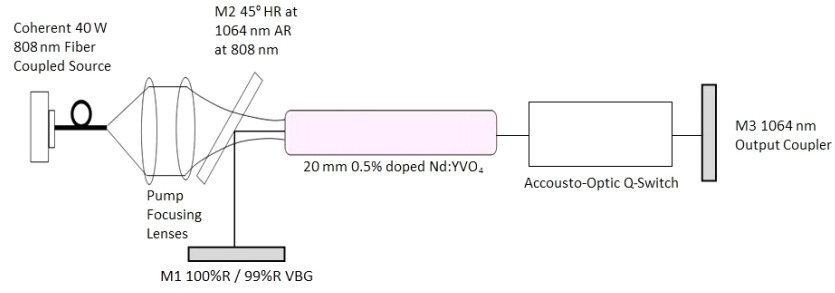 Coherent 40 W
808 nm Fiber
Coupled Source
M2 45⁰ HR at
1064 nm AR
at 808 nm
Pump
Focusing
Lenses
M1 100%R / 99%R VBG
20 mm 0.5% doped Nd:YVO₄
Accousto-Optic Q-Switch
M3 1064 nm
Output Coupler